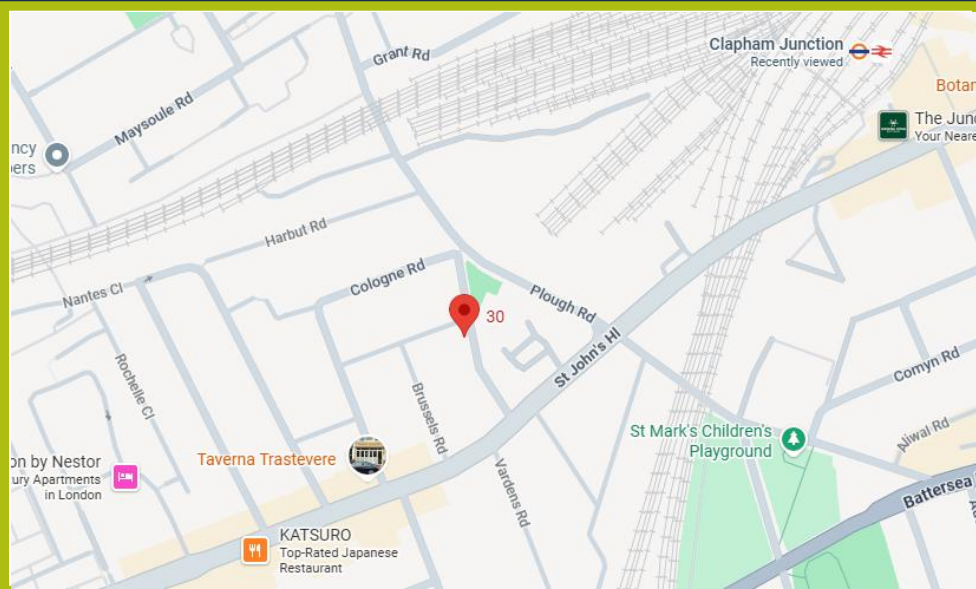 Grant Rd
Clapham Junction
Recently viewed
Botan
The Junc
Your Neare
Maysoule Rd
ncy
pers
Harbut Rd
Cologne Rd
Nantes Cl
Plough Rd
30
St John's Hl
Rochelle Cl
Brussels Rd
Comyn Rd
St Mark's Children's
Playground
Aliwal Rd
Taverna Trastevere
on by Nestor
ury Apartments
in London
Vardens Rd
Battersea
KATSURO
Top-Rated Japanese
Restaurant